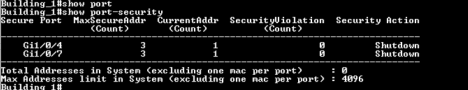 Building_1#show port
Building_1#show port-security
Secure Port  MaxSecureAddr  CurrentAddr  SecurityViolation  Security Action
(Count)  (Count)  (Count)
Gi1/0/4  3  1  0  Shutdown
Gi1/0/7  3  1  0  Shutdown
Total Addresses in System (excluding one mac per port)  : 0
Max Addresses limit in System (excluding one mac per port) : 4096
Building_1#